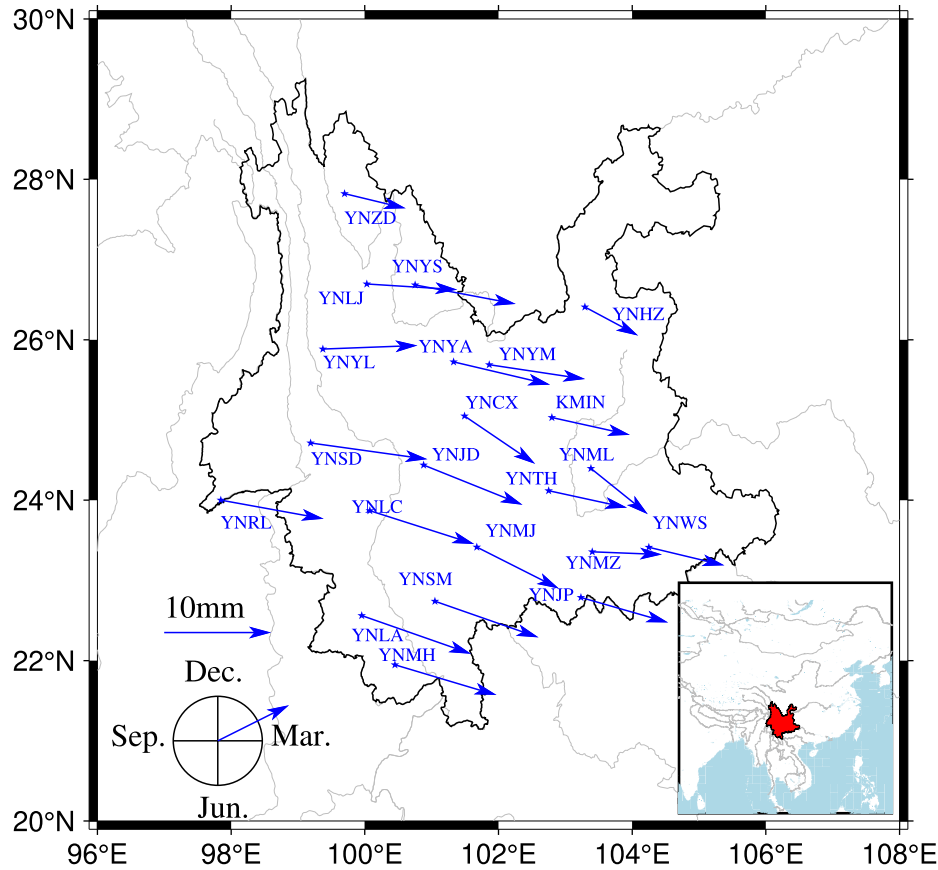 30°N
28°N
YNZD
YNYS
YNLJ
YNHZ
26°N
YNYL
YNYA
YNYM
YNCX
KMIN
YNSD
YNJD
YNML
YNTH
24°N
YNRL
YNLC
YNMJ
YNWS
YNMZ
YNSM
YNJP
10mm
YNLA
YNMH
22°N
Dec.
Sep.
Mar.
Jun.
20°N
96°E 98°E 100°E 102°E 104°E 106°E 108°E